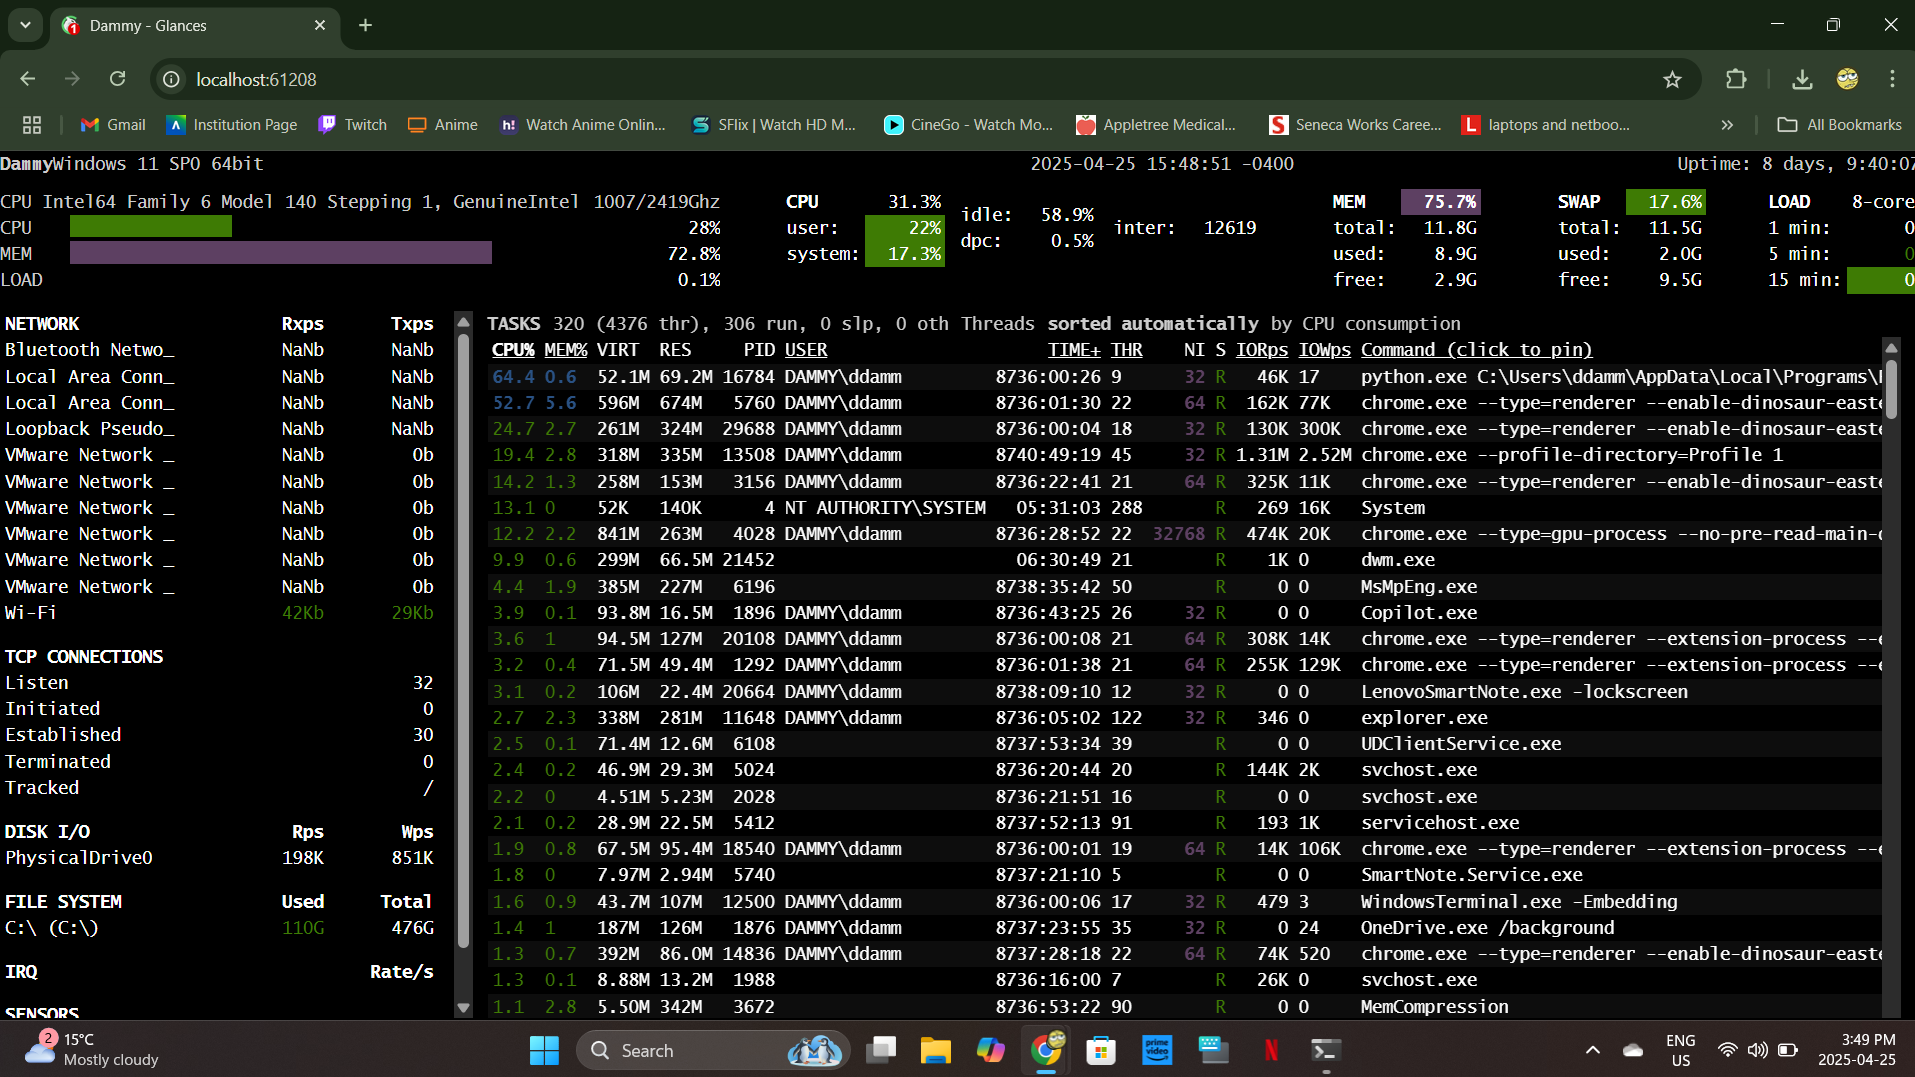 Dammy - Glances
localhost:61208
Gmail Institution Page Twitch Anime Watch Anime Onlin... SFlix | Watch HD M... CineGo - Watch Mo... Appletree Medical... Seneca Works Caree... laptops and netboo... » All Bookmarks
DammyWindows 11 SP0 64bit 2025-04-25 15:48:51 -0400 Uptime: 8 days, 9:40:07
CPU Intel64 Family 6 Model 140 Stepping 1, GenuineIntel 1007/2419Ghz CPU 31.3% MEM 75.7% SWAP 17.6% LOAD 8-core
idle: 58.9%
CPU 28% user: 22% inter: 12619 total: 11.8G total: 11.5G 1 min: 0
dpc: 0.5%
MEM 72.8% system: 17.3% used: 8.9G used: 2.0G 5 min: 0
LOAD 0.1% free: 2.9G free: 9.5G 15 min: 0
NETWORK Rxps Txps
Bluetooth Netwo_ NaNb NaNb
Local Area Conn_ NaNb NaNb
Local Area Conn_ NaNb NaNb
Loopback Pseudo_ NaNb NaNb
VMware Network _ NaNb 0b
VMware Network _ NaNb 0b
VMware Network _ NaNb 0b
VMware Network _ NaNb 0b
VMware Network _ NaNb 0b
VMware Network _ NaNb 0b
Wi-Fi 42Kb 29Kb
TCP CONNECTIONS
Listen 32
Initiated 0
Established 30
Terminated 0
Tracked /
DISK I/O Rps Wps
PhysicalDrive0 198K 851K
FILE SYSTEM Used Total
C:\ (C:\) 110G 476G
IRQ Rate/s
SENSORS
TASKS 320 (4376 thr), 306 run, 0 slp, 0 oth Threads sorted automatically by CPU consumption
CPU% MEM% VIRT RES PID USER TIME+ THR NI S IORps IOWps Command (click to pin)
64.4 0.6 52.1M 69.2M 16784 DAMMY\ddamm 8736:00:26 9 32 R 46K 17 python.exe C:\Users\ddamm\AppData\Local\Programs\
52.7 5.6 596M 674M 5760 DAMMY\ddamm 8736:01:30 22 64 R 162K 77K chrome.exe --type=renderer --enable-dinosaur-easte
24.7 2.7 261M 324M 29688 DAMMY\ddamm 8736:00:04 18 32 R 130K 300K chrome.exe --type=renderer --enable-dinosaur-easte
19.4 2.8 318M 335M 13508 DAMMY\ddamm 8740:49:19 45 32 R 1.31M 2.52M chrome.exe --profile-directory=Profile 1
14.2 1.3 258M 153M 3156 DAMMY\ddamm 8736:22:41 21 64 R 325K 11K chrome.exe --type=renderer --enable-dinosaur-easte
13.1 0 52K 140K 4 NT AUTHORITY\SYSTEM 05:31:03 288 R 269 16K System
12.2 2.2 841M 263M 4028 DAMMY\ddamm 8736:28:52 22 32768 R 474K 20K chrome.exe --type=gpu-process --no-pre-read-main-d
9.9 0.6 299M 66.5M 21452 06:30:49 21 R 1K 0 dwm.exe
4.4 1.9 385M 227M 6196 8738:35:42 50 R 0 0 MsMpEng.exe
3.9 0.1 93.8M 16.5M 1896 DAMMY\ddamm 8736:43:25 26 32 R 0 0 Copilot.exe
3.6 1 94.5M 127M 20108 DAMMY\ddamm 8736:00:08 21 64 R 308K 14K chrome.exe --type=renderer --extension-process --e
3.2 0.4 71.5M 49.4M 1292 DAMMY\ddamm 8736:01:38 21 64 R 255K 129K chrome.exe --type=renderer --extension-process --e
3.1 0.2 106M 22.4M 20664 DAMMY\ddamm 8738:09:10 12 32 R 0 0 LenovoSmartNote.exe -lockscreen
2.7 2.3 338M 281M 11648 DAMMY\ddamm 8736:05:02 122 32 R 346 0 explorer.exe
2.5 0.1 71.4M 12.6M 6108 8737:53:34 39 R 0 0 UDClientService.exe
2.4 0.2 46.9M 29.3M 5024 8736:20:44 20 R 144K 2K svchost.exe
2.2 0 4.51M 5.23M 2028 8736:21:51 16 R 0 0 svchost.exe
2.1 0.2 28.9M 22.5M 5412 8737:52:13 91 R 193 1K servicehost.exe
1.9 0.8 67.5M 95.4M 18540 DAMMY\ddamm 8736:00:01 19 64 R 14K 106K chrome.exe --type=renderer --extension-process --e
1.8 0 7.97M 2.94M 5740 8737:21:10 5 R 0 0 SmartNote.Service.exe
1.6 0.9 43.7M 107M 12500 DAMMY\ddamm 8736:00:06 17 32 R 479 3 WindowsTerminal.exe -Embedding
1.4 1 187M 126M 1876 DAMMY\ddamm 8737:23:55 35 32 R 0 24 OneDrive.exe /background
1.3 0.7 392M 86.0M 14836 DAMMY\ddamm 8737:28:18 22 64 R 74K 520 chrome.exe --type=renderer --enable-dinosaur-easte
1.3 0.1 8.88M 13.2M 1988 8736:16:00 7 R 26K 0 svchost.exe
1.1 2.8 5.50M 342M 3672 8736:53:22 90 R 0 0 MemCompression
2 15°C
Mostly cloudy
Search
prime video
N
ENG
US
3:49 PM
2025-04-25